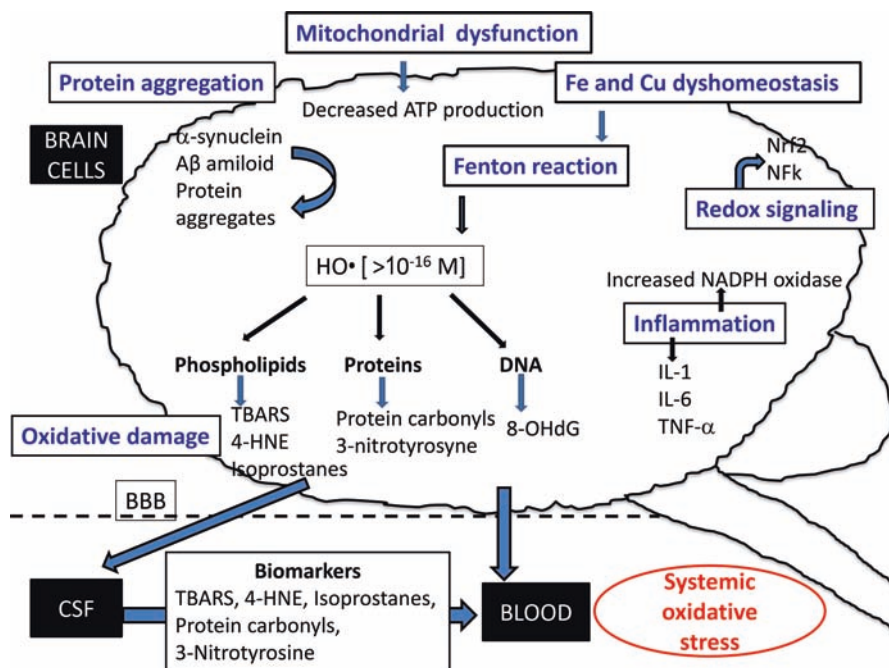 Mitochondrial dysfunction
Protein aggregation
Fe and Cu dyshomeostasis
Decreased ATP production
BRAIN
CELLS
α-synuclein
Aβ amiloid
Protein
aggregates
Fenton reaction
Nrf2
NFk
Redox signaling
HO• [ >10⁻¹⁶ M]
Increased NADPH oxidase
Inflammation
IL-1
IL-6
TNF-α
Phospholipids
Proteins
DNA
TBARS
4-HNE
Isoprostanes
Protein carbonyls
3-nitrotyrosyne
8-OHdG
Oxidative damage
BBB
CSF
Biomarkers
TBARS, 4-HNE, Isoprostanes,
Protein carbonyls,
3-Nitrotyrosine
BLOOD
Systemic
oxidative
stress